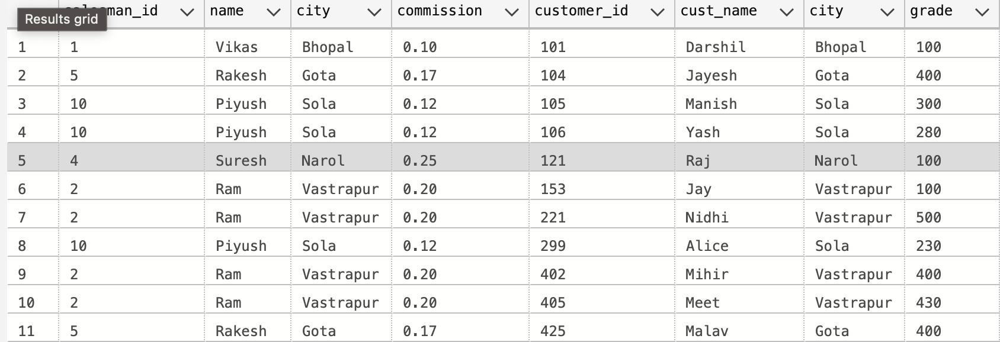 salesman_id name city commission customer_id cust_name city grade
Results grid
1 1 Vikas Bhopal 0.10 101 Darshil Bhopal 100
2 5 Rakesh Gota 0.17 104 Jayesh Gota 400
3 10 Piyush Sola 0.12 105 Manish Sola 300
4 10 Piyush Sola 0.12 106 Yash Sola 280
5 4 Suresh Narol 0.25 121 Raj Narol 100
6 2 Ram Vastrapur 0.20 153 Jay Vastrapur 100
7 2 Ram Vastrapur 0.20 221 Nidhi Vastrapur 500
8 10 Piyush Sola 0.12 299 Alice Sola 230
9 2 Ram Vastrapur 0.20 402 Mihir Vastrapur 400
10 2 Ram Vastrapur 0.20 405 Meet Vastrapur 430
11 5 Rakesh Gota 0.17 425 Malav Gota 400